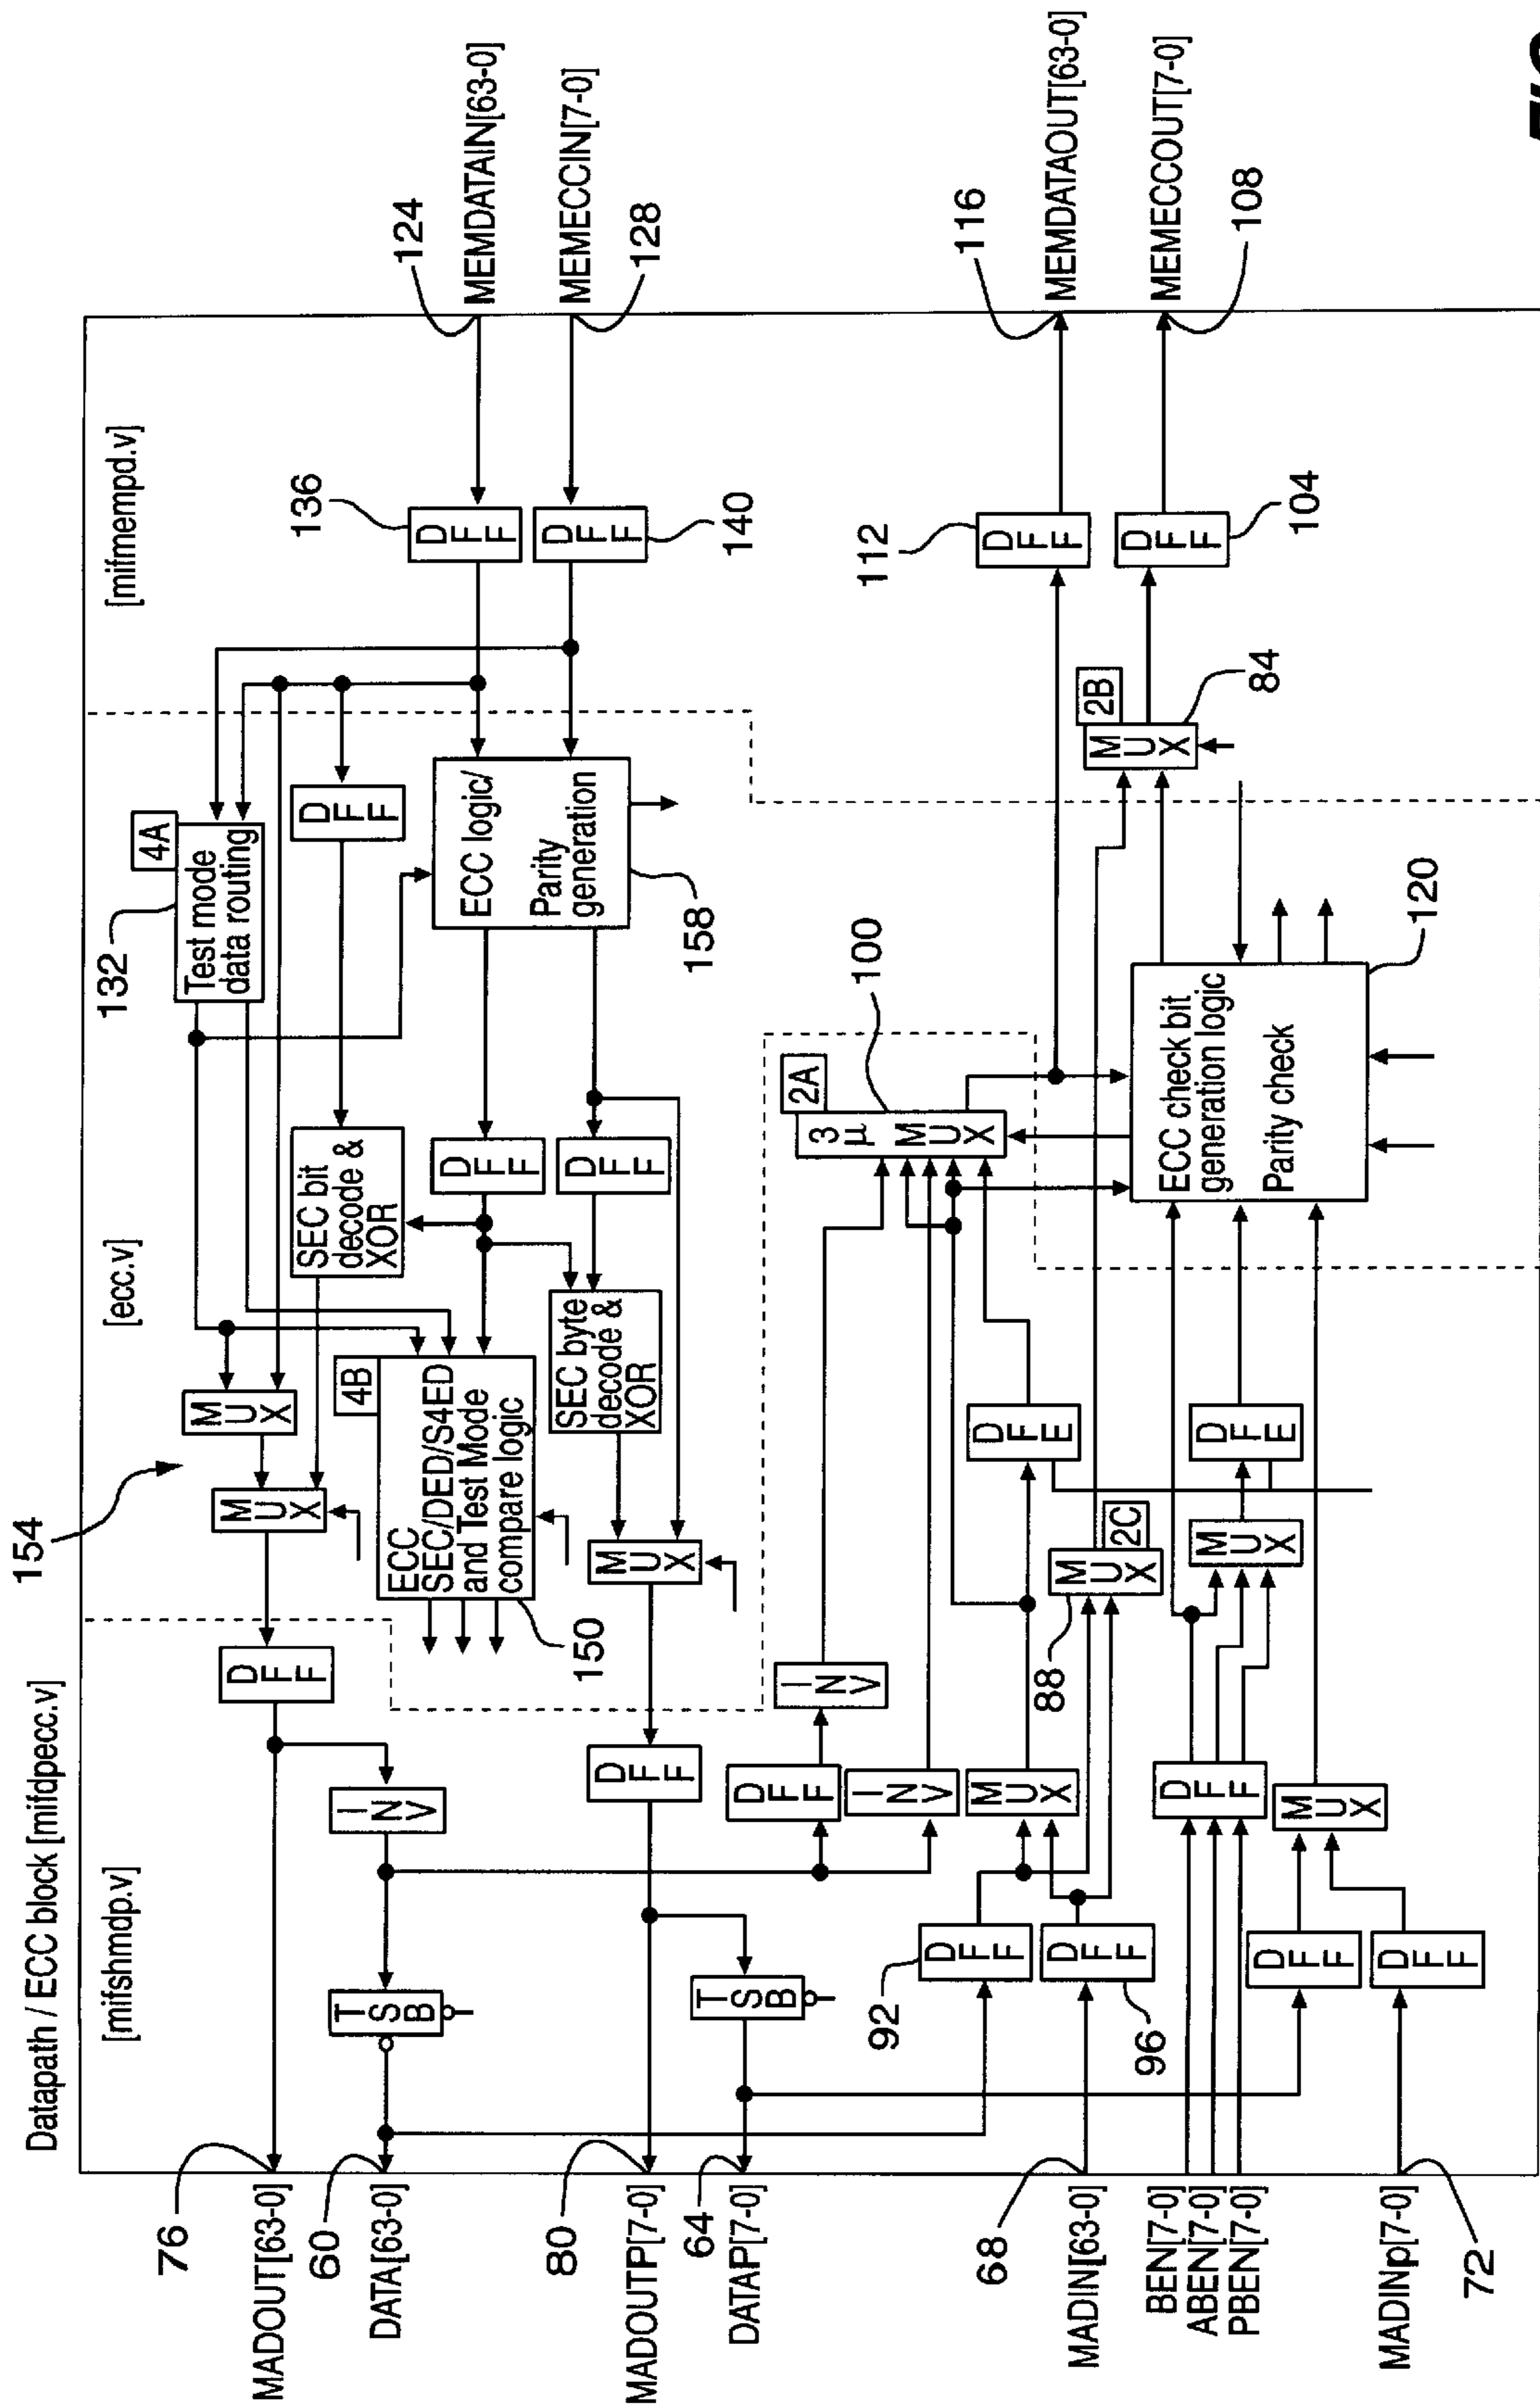 Datapath / ECC block [mifdpecc.v]
[mifshmdp.v]
[ecc.v]
[mifmempd.v]
154
132
4A
Test mode
data routing
136
DFF
124
MEMDATAIN[63-0]
140
DFF
128
MEMECCIN[7-0]
DFF
MUX
MUX
SEC bit
decode &
XOR
ECC logic/
Parity
generation
158
DFF
DFF
4B
ECC
SEC/DED/S4ED
and Test Mode
compare logic
150
SEC byte
decode &
XOR
MUX
76
MADOUT[63-0]
DFF
60
DATA[63-0]
INV
TSB
80
MADOUTP[7-0]
DFF
64
DATAP[7-0]
TSB
DFF
INV
INV
2A
3µ MUX
100
112
DFF
116
MEMDATAOUT[63-0]
104
DFF
108
MEMECCOUT[7-0]
2B
MUX
84
92
DFF
MUX
DFE
68
MADIN[63-0]
DFF
96
88
MUX
2C
BEN[7-0]
ABEN[7-0]
PBEN[7-0]
DFF
MUX
DFE
ECC check bit
generation logic
Parity check
120
DFF
MUX
MADINp[7-0]
72
DFF